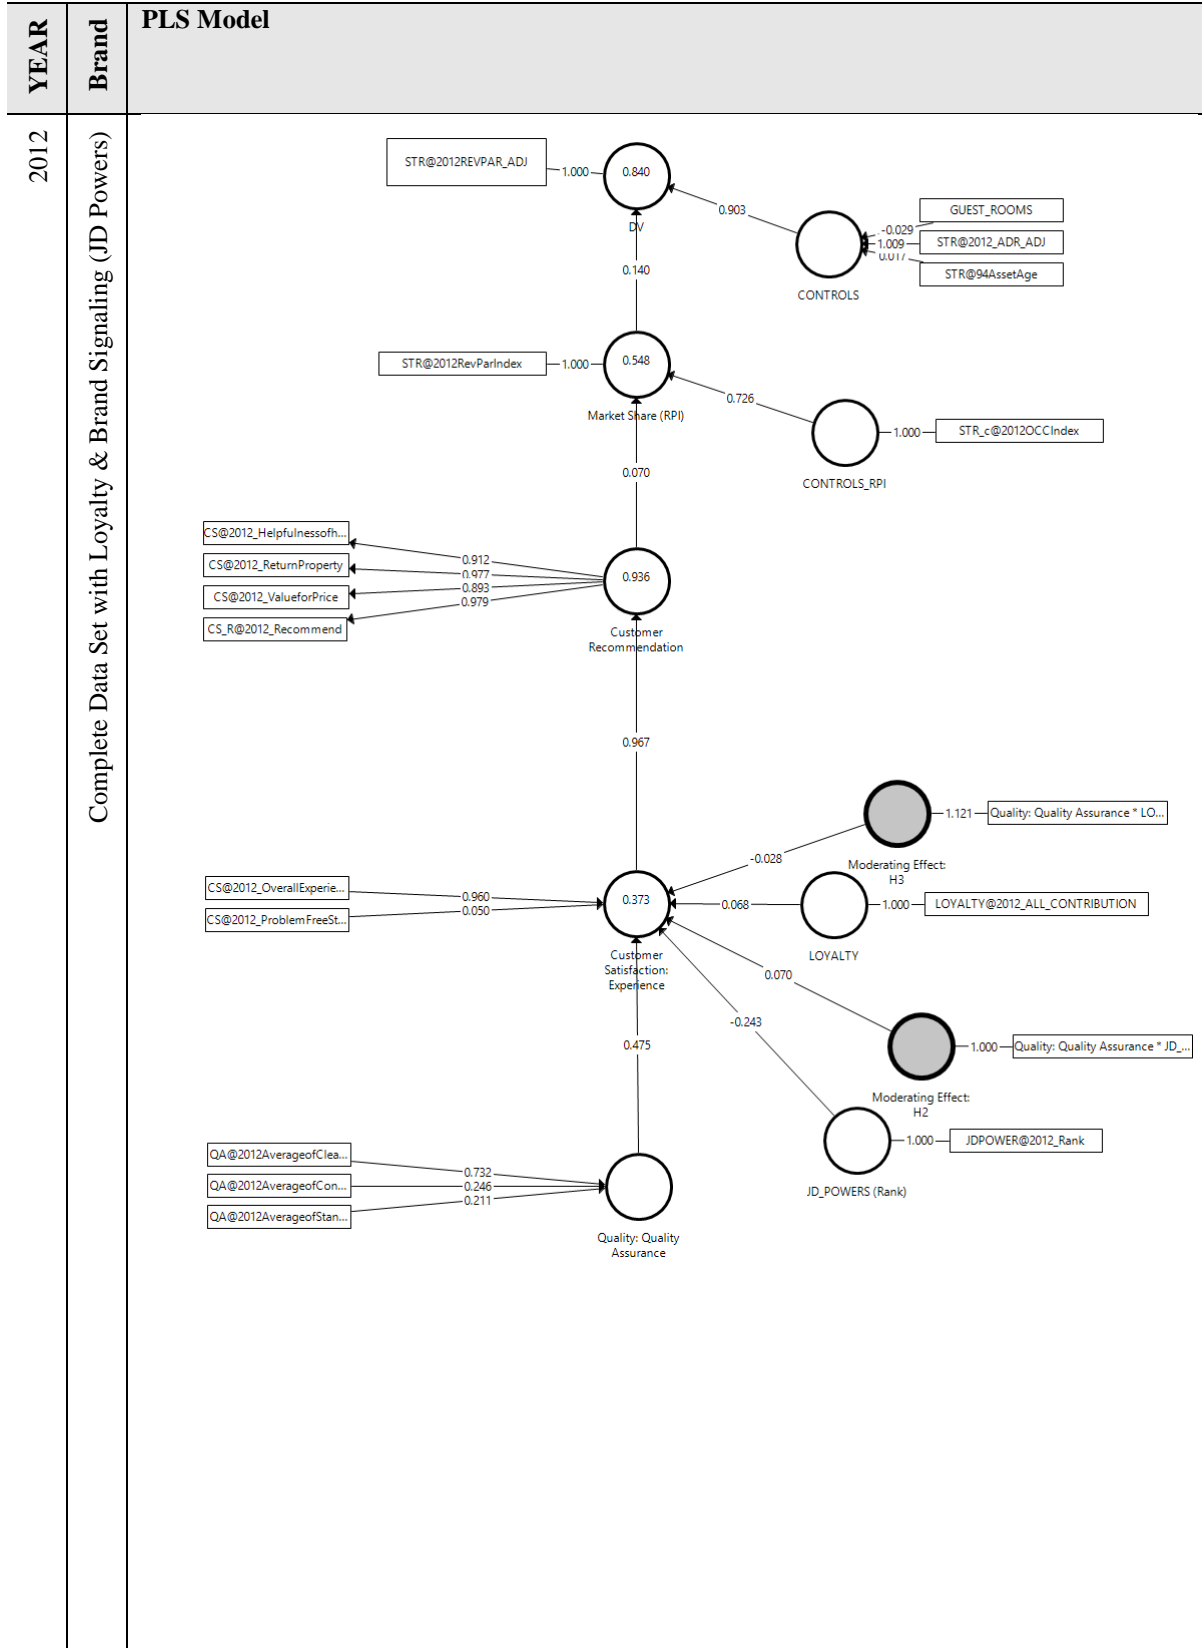 YEAR
Brand
PLS Model
2012
Complete Data Set with Loyalty & Brand Signaling (JD Powers)
STR@2012REVPAR_ADJ
1.000
0.840
DV
0.903
GUEST_ROOMS
-0.029
1.009
STR@2012_ADR_ADJ
0.017
STR@94AssetAge
CONTROLS
0.140
STR@2012RevParIndex
1.000
0.548
Market Share (RPI)
0.726
1.000
STR_c@2012OCCIndex
CONTROLS_RPI
0.070
CS@2012_Helpfulnessofh...
CS@2012_ReturnProperty
CS@2012_ValueforPrice
CS_R@2012_Recommend
0.912
0.977
0.893
0.979
0.936
Customer
Recommendation
0.967
1.121
Quality: Quality Assurance * LO...
Moderating Effect:
H3
-0.028
CS@2012_OverallExperie...
CS@2012_ProblemFreeSt...
0.960
0.050
0.373
Customer
Satisfaction:
Experience
0.068
1.000
LOYALTY@2012_ALL_CONTRIBUTION
LOYALTY
0.070
-0.243
0.475
1.000
Quality: Quality Assurance * JD_...
Moderating Effect:
H2
1.000
JDPOWER@2012_Rank
JD_POWERS (Rank)
QA@2012AverageofClea...
QA@2012AverageofCon...
QA@2012AverageofStan...
0.732
0.246
0.211
Quality: Quality
Assurance